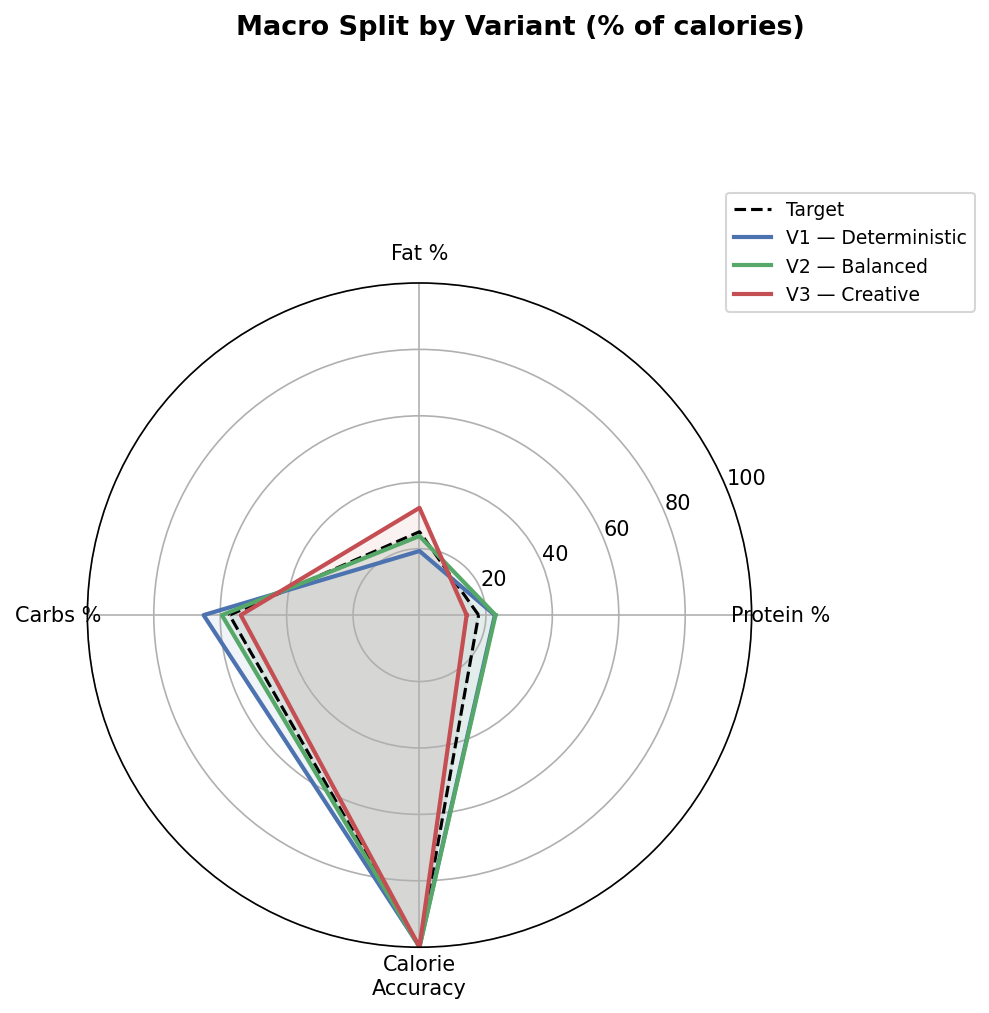 Macro Split by Variant (% of calories)
Target
V1 — Deterministic
V2 — Balanced
V3 — Creative
Fat %
100
80
60
40
20
Carbs %
Protein %
Calorie
Accuracy